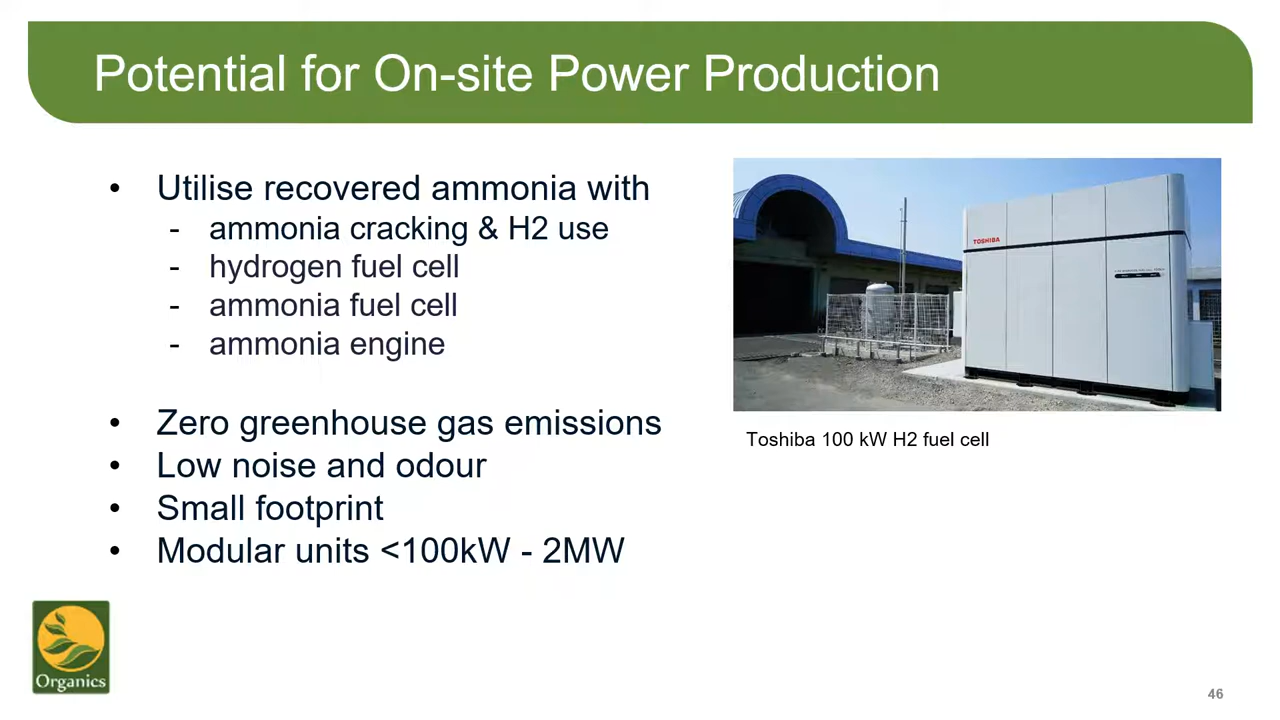 Potential for On-site Power Production
• Utilise recovered ammonia with
- ammonia cracking & H2 use
- hydrogen fuel cell
- ammonia fuel cell
- ammonia engine
• Zero greenhouse gas emissions
• Low noise and odour
• Small footprint
• Modular units <100kW - 2MW
TOSHIBA
Toshiba 100 kW H2 fuel cell
Organics
46